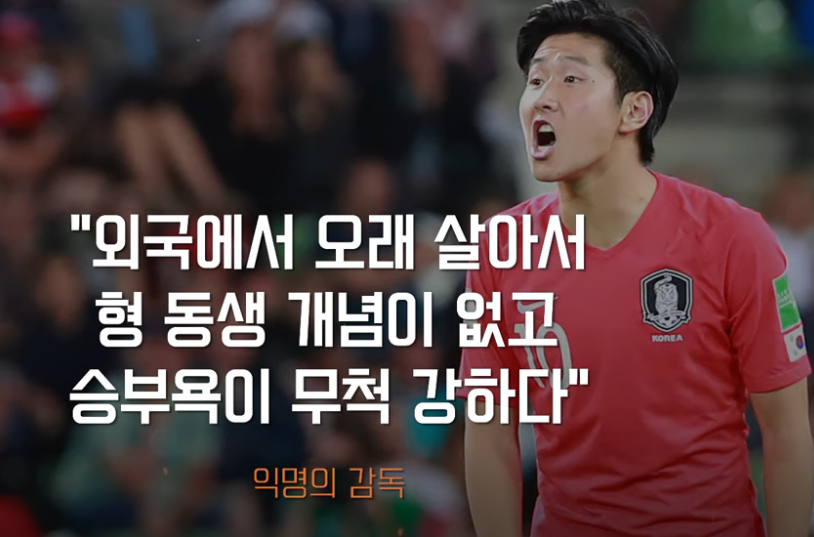 "외국에서 오래 살아서
형 동생 개념이 없고
승부욕이 무척 강하다"
익명의 감독
KOREA